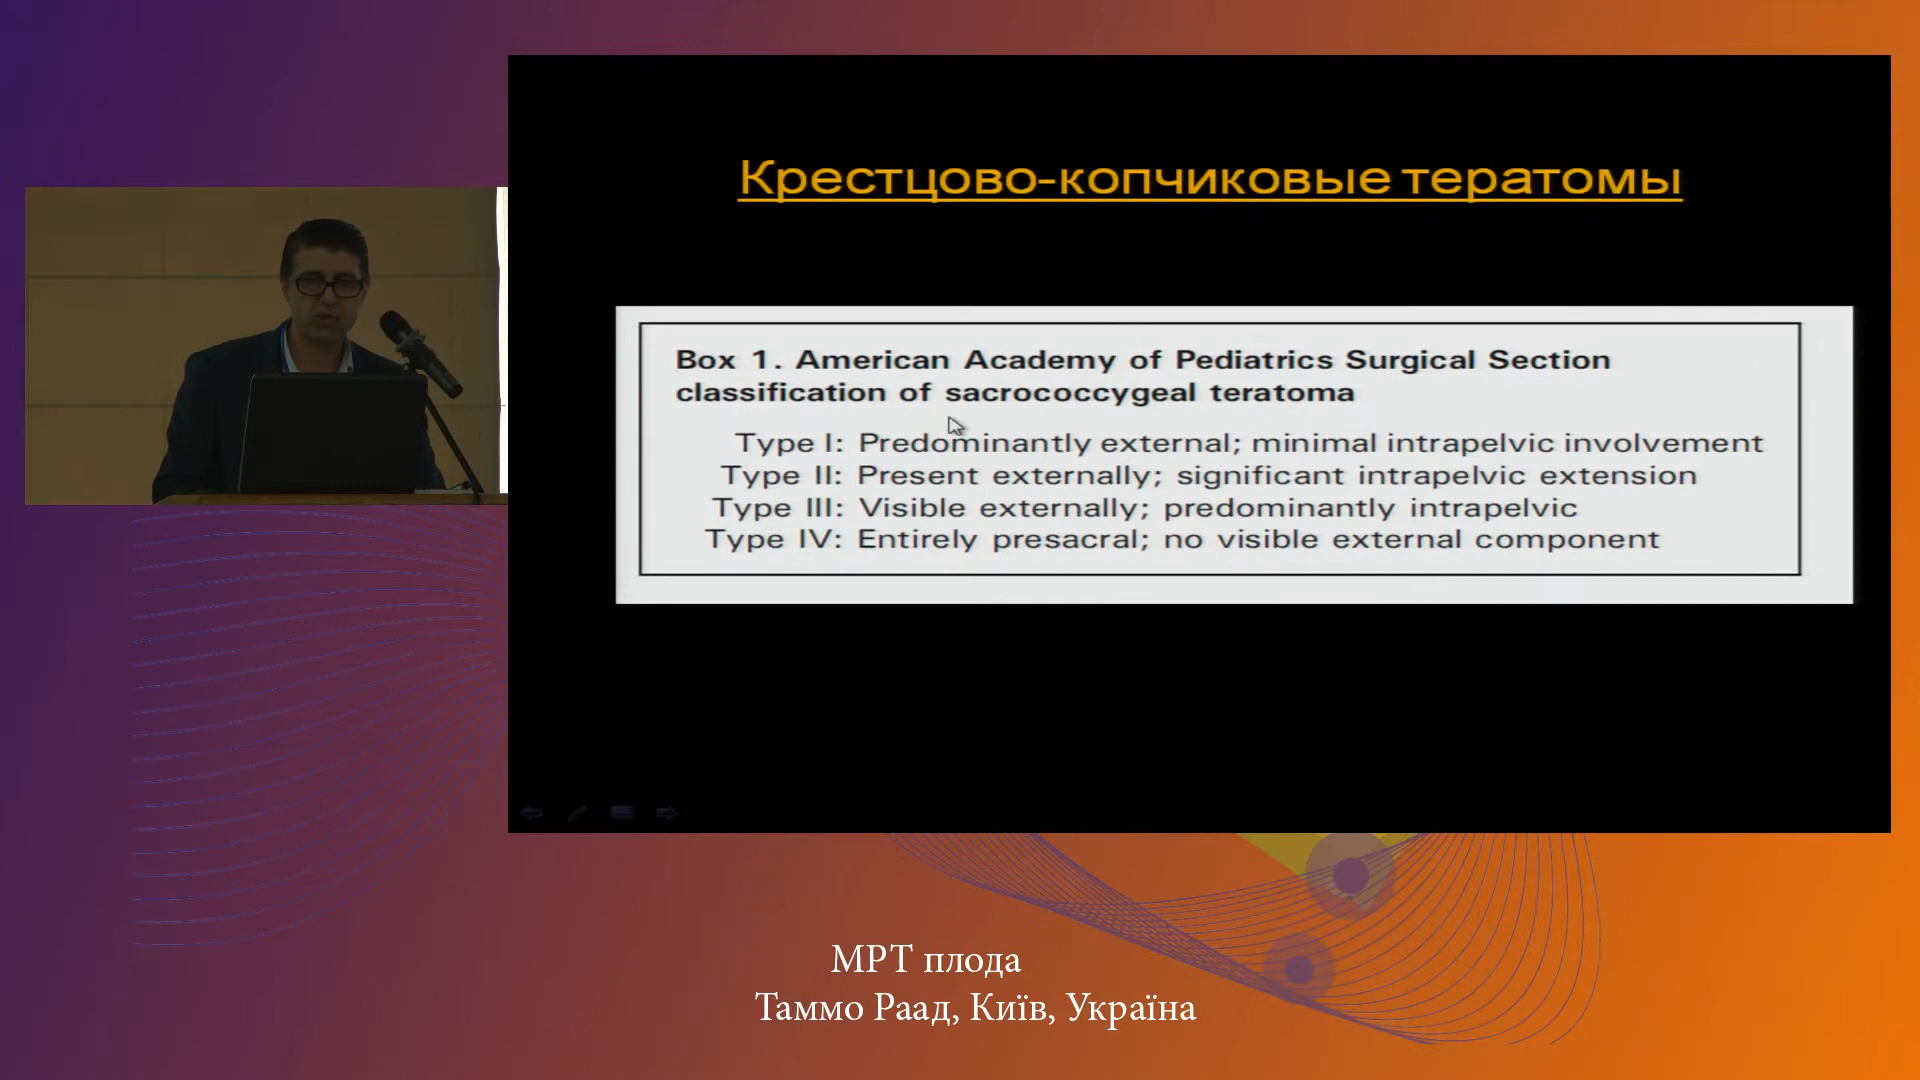 Крестцово-копчиковые тератомы
Box 1. American Academy of Pediatrics Surgical Section
classification of sacrococcygeal teratoma
Type I: Predominantly external; minimal intrapelvic involvement
Type II: Present externally; significant intrapelvic extension
Type III: Visible externally; predominantly intrapelvic
Type IV: Entirely presacral; no visible external component
МРТ плода
Таммо Раад, Київ, Україна